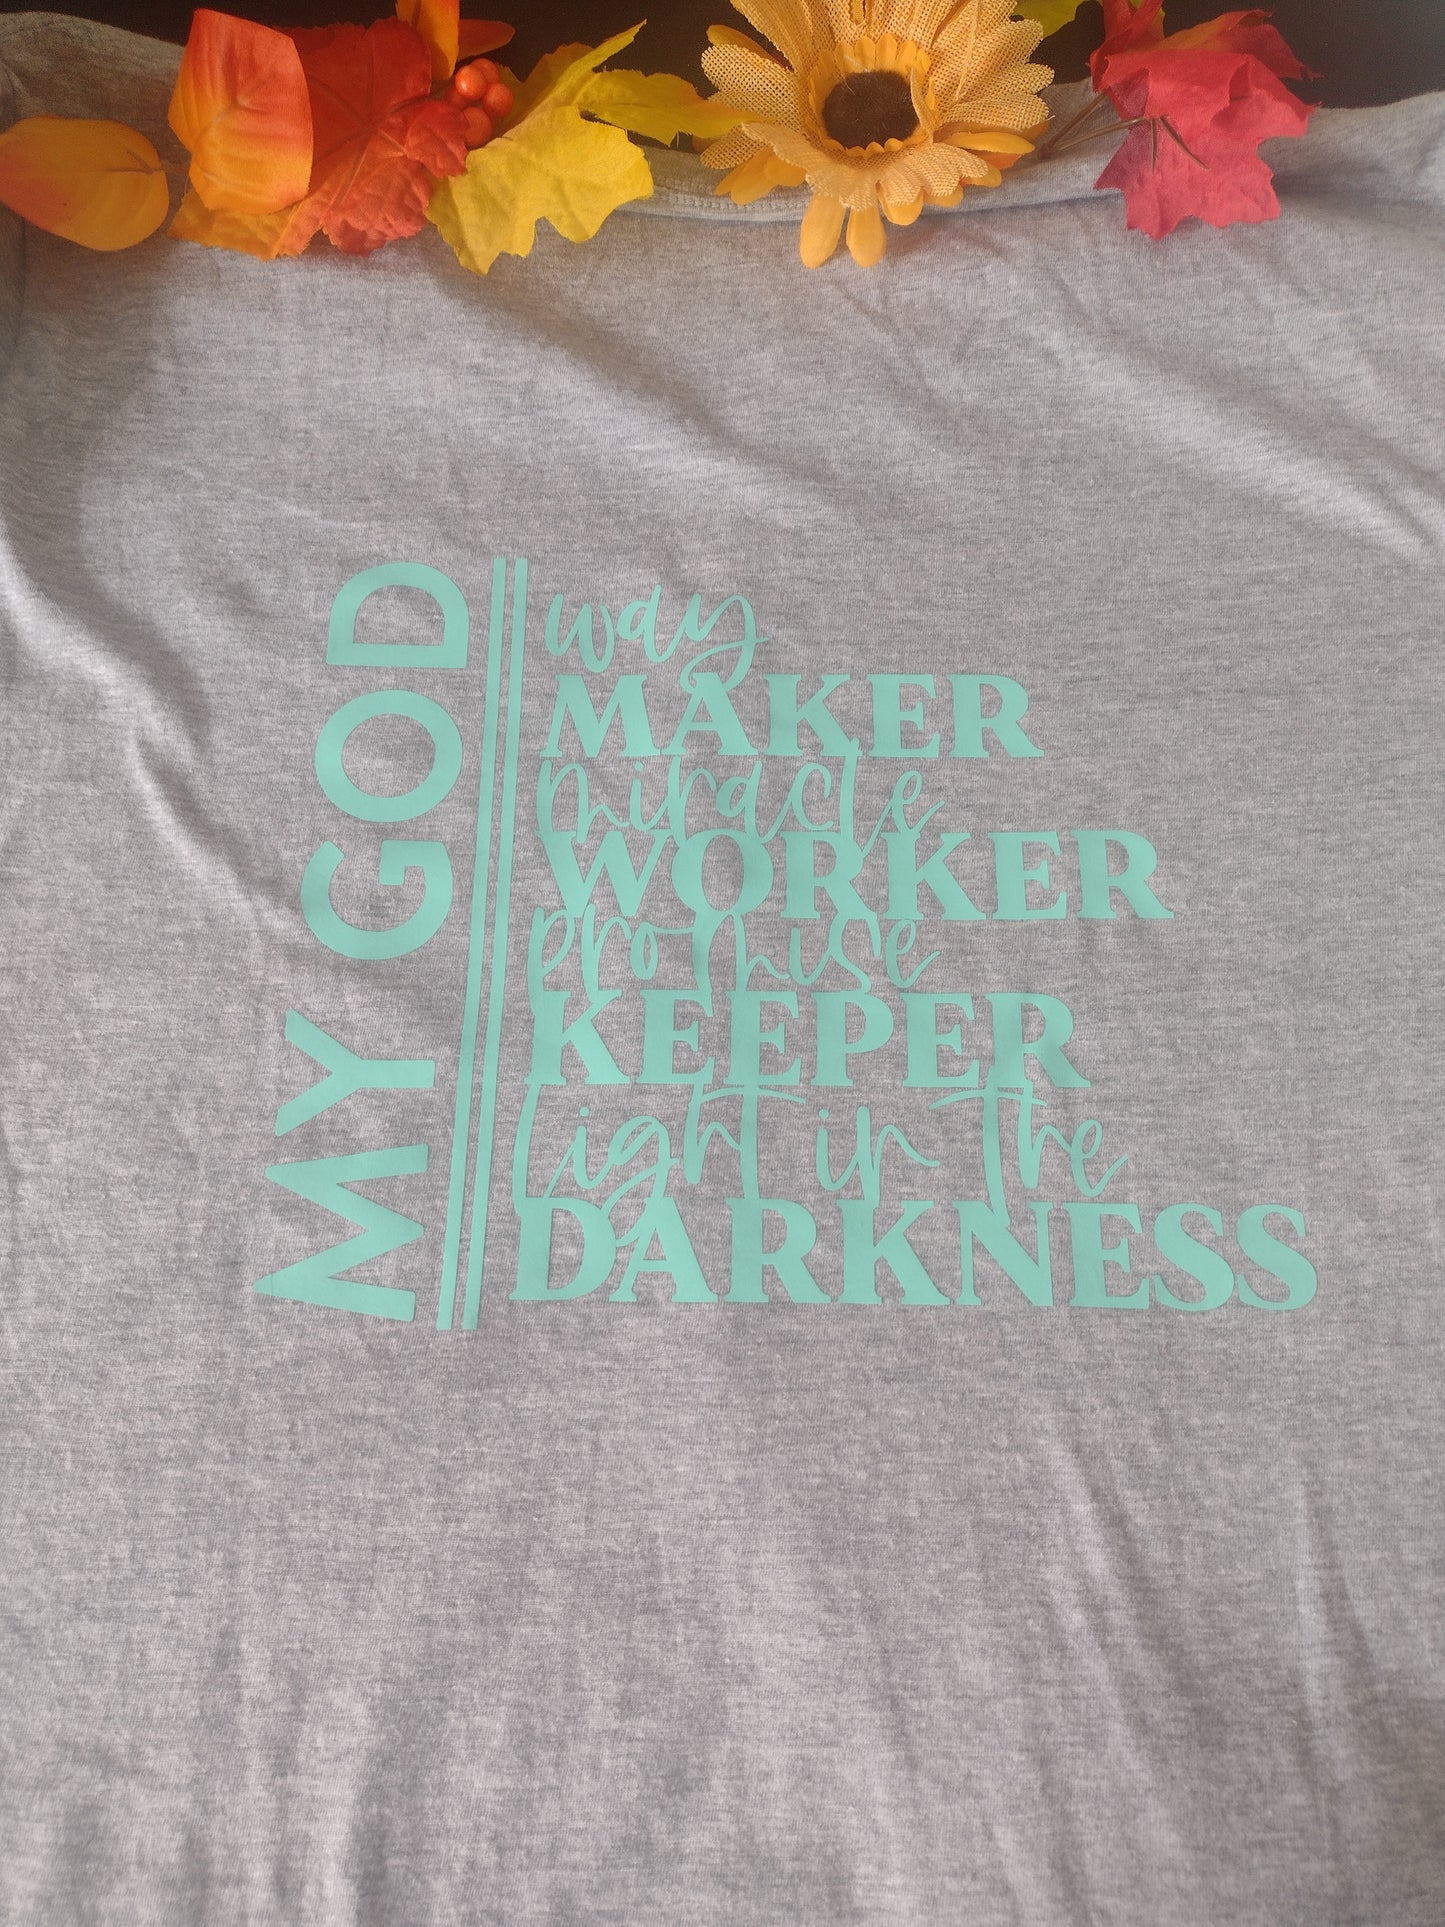 MY GOD
way
MAKER
miracle
WORKER
promise
KEEPER
light in the
DARKNESS